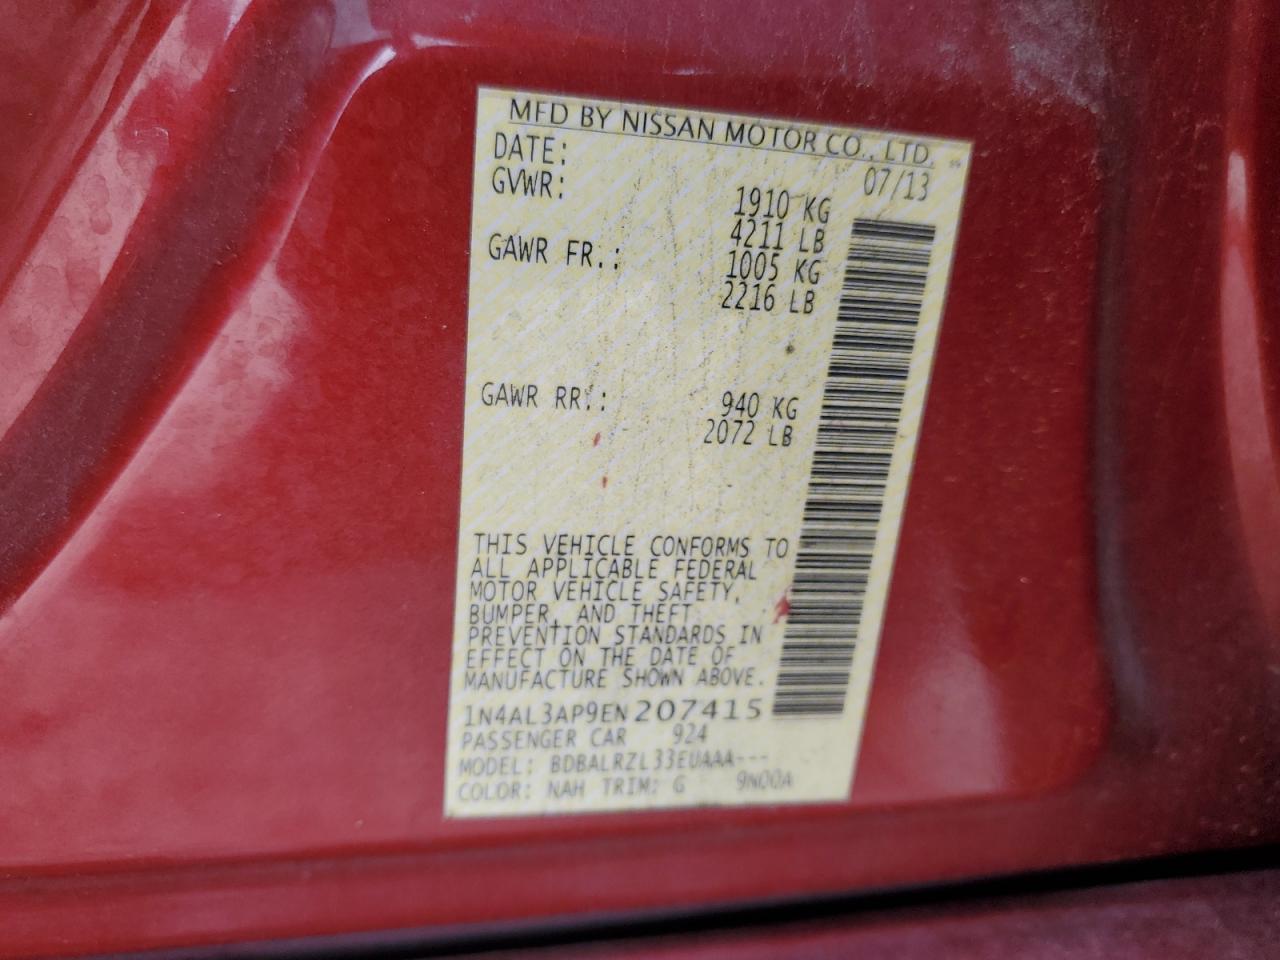 MFD BY NISSAN MOTOR CO., LTD.
DATE: 07/13
GVWR: 1910 KG
4211 LB
GAWR FR.: 1005 KG
2216 LB
GAWR RR.: 940 KG
2072 LB
THIS VEHICLE CONFORMS TO
ALL APPLICABLE FEDERAL
MOTOR VEHICLE SAFETY,
BUMPER, AND THEFT
PREVENTION STANDARDS IN
EFFECT ON THE DATE OF
MANUFACTURE SHOWN ABOVE.
1N4AL3AP9EN207415
PASSENGER CAR 924
MODEL: BDBALRZL33EUAAA---
COLOR: NAH TRIM: G 9N00A